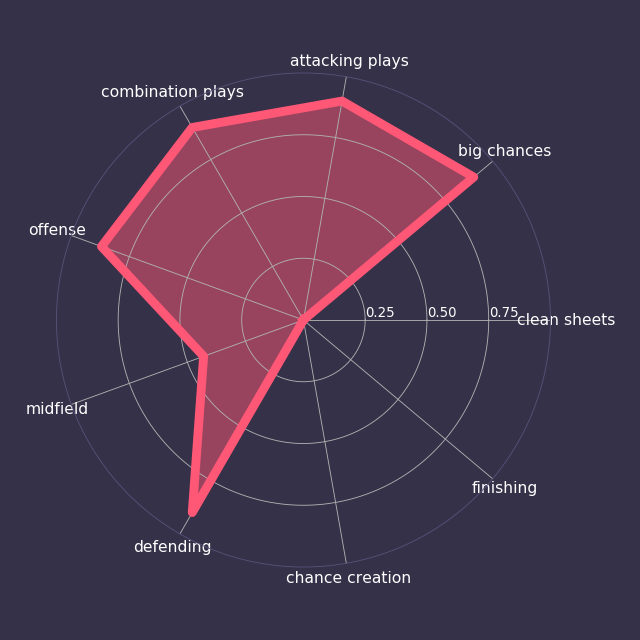 attacking plays
combination plays
big chances
offense
0.25 0.50 0.75
clean sheets
midfield
finishing
defending
chance creation